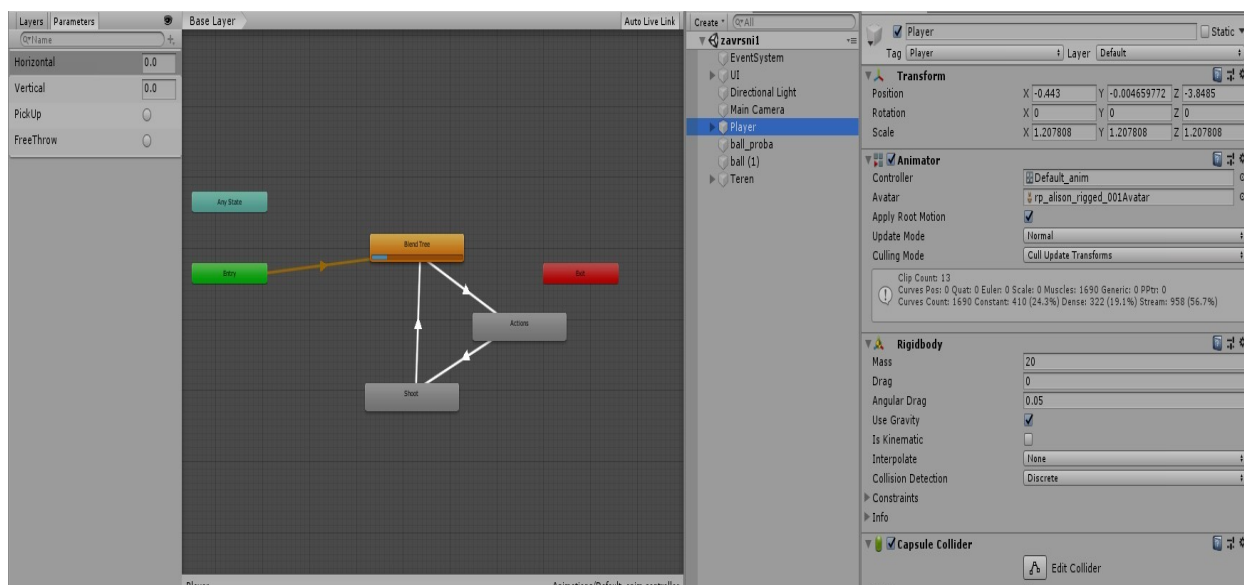 Layers Parameters
Base Layer
Auto Live Link
Name
Horizontal 0.0
Vertical 0.0
PickUp
FreeThrow
Any State
Entry
Blend Tree
Exit
Actions
Shoot
Create All
zavrsni1
EventSystem
UI
Directional Light
Main Camera
Player
ball_proba
ball (1)
Teren
Player Static
Tag Player Layer Default
Transform
Position X -0.443 Y -0.004659772 Z -3.8485
Rotation X 0 Y 0 Z 0
Scale X 1.207808 Y 1.207808 Z 1.207808
Animator
Controller Default_anim
Avatar rp_alison_rigged_001Avatar
Apply Root Motion
Update Mode Normal
Culling Mode Cull Update Transforms
Clip Count: 13
Curves Pos: 0 Quat: 0 Euler: 0 Scale: 0 Muscles: 1690 Generic: 0 PPtr: 0
Curves Count: 1690 Constant: 410 (24.3%) Dense: 322 (19.1%) Stream: 958 (56.7%)
Rigidbody
Mass 20
Drag 0
Angular Drag 0.05
Use Gravity
Is Kinematic
Interpolate None
Collision Detection Discrete
Constraints
Info
Capsule Collider
Edit Collider